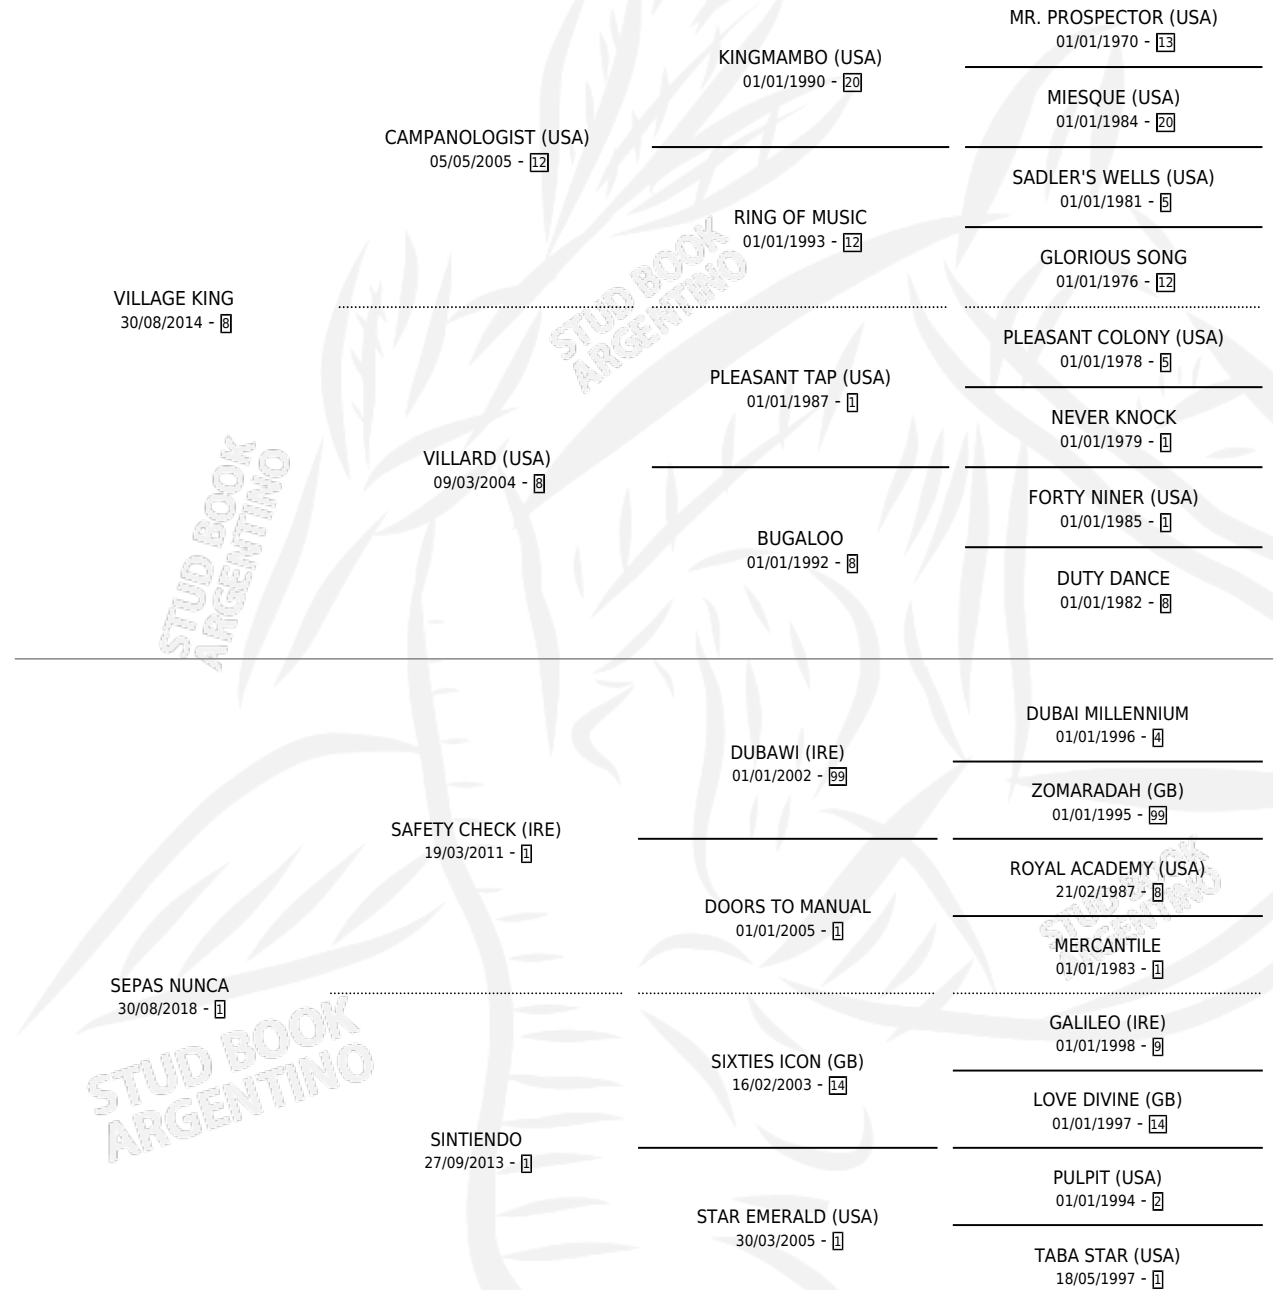 MR. PROSPECTOR (USA)
01/01/1970 - 13
KINGMAMBO (USA)
01/01/1990 - 20
MIESQUE (USA)
01/01/1984 - 20
CAMPANOLOGIST (USA)
05/05/2005 - 12
SADLER'S WELLS (USA)
01/01/1981 - 5
RING OF MUSIC
01/01/1993 - 12
GLORIOUS SONG
01/01/1976 - 12
STUD BOOK
ARGENTINO
VILLAGE KING
30/08/2014 - 8
PLEASANT COLONY (USA)
01/01/1978 - 5
PLEASANT TAP (USA)
01/01/1987 - 1
NEVER KNOCK
01/01/1979 - 1
VILLARD (USA)
09/03/2004 - 8
FORTY NINER (USA)
01/01/1985 - 1
BUGALOO
01/01/1992 - 8
DUTY DANCE
01/01/1982 - 8
STUD BOOK
ARGENTINO
DUBAI MILLENNIUM
01/01/1996 - 4
DUBAWI (IRE)
01/01/2002 - 99
ZOMARADAH (GB)
01/01/1995 - 99
SAFETY CHECK (IRE)
19/03/2011 - 1
ROYAL ACADEMY (USA)
21/02/1987 - 8
DOORS TO MANUAL
01/01/2005 - 1
MERCANTILE
01/01/1983 - 1
STUD BOOK
ARGENTINO
SEPAS NUNCA
30/08/2018 - 1
GALILEO (IRE)
01/01/1998 - 9
SIXTIES ICON (GB)
16/02/2003 - 14
LOVE DIVINE (GB)
01/01/1997 - 14
STUD BOOK
ARGENTINO
SINTIENDO
27/09/2013 - 1
PULPIT (USA)
01/01/1994 - 2
STAR EMERALD (USA)
30/03/2005 - 1
TABA STAR (USA)
18/05/1997 - 1